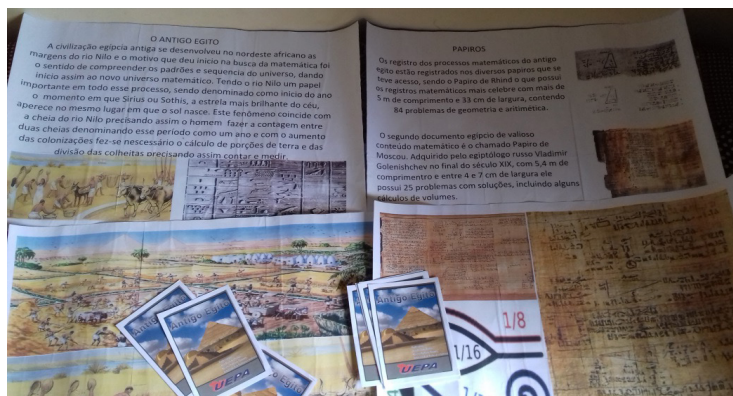 O ANTIGO EGITO
A civilização egípcia antiga se desenvolveu no nordeste africano as
margens do rio Nilo e o motivo que deu início na busca da matemática foi
o sentido de compreender os padrões e sequencia do universo, dando
início assim ao novo universo matemático. Tendo o rio Nilo um papel
importante em todo esse processo, sendo denominado como inicio do ano
o momento em que Sirius ou Sothis, a estrela mais brilhante do céu,
aparece no mesmo lugar em que o sol nasce. Este fenômeno coincide com
a cheia do rio Nilo precisando assim o homem fazer a contagem entre
duas cheias denominando esse período como um ano e com o aumento
das colonizações fez-se nescessário o cálculo de porções de terra e das
divisão das colheitas precisando assim contar e medir.
PAPIROS
Os registro dos processos matemáticos do antigo
egito estão registrados nos diversos papiros que se
teve acesso, sendo o Papiro de Rhind o que possui
os registros matemáticos mais celebre com mais de
5 m de comprimento e 33 cm de largura, contendo
84 problemas de geometria e aritimetica.
O segundo documento egípcio de valioso
conteúdo matemático é o chamado Papiro de
Moscou. Adquirido pelo egistpólogo russo Vladimir
Golenishchev no final do século XIX, com 5,4 m de
comprimento e entre 4 e 7 cm de largura ele
possui 25 problemas com soluções, incluindo alguns
cálculos de volumes.
Antigo Egito
Antigo Egito
UEPA
Antigo Egito
Antigo Egito
UEPA
1/8
1/16